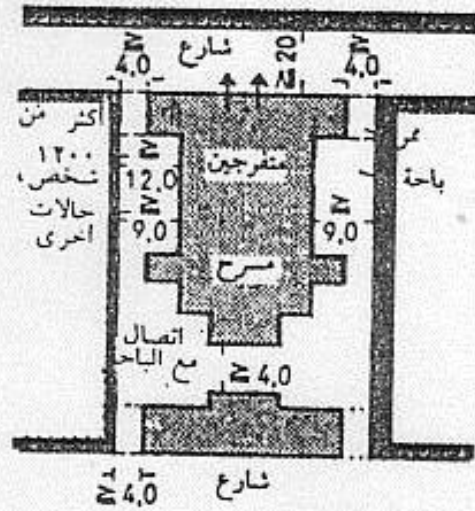 شارع
≥ 4,0
≥ 20
≥ 4,0
أكثر من
١٢٠٠
شخص،
حالات
اخرى
≥ 12,0
≥ 9,0
متفرجين
مسرح
≥ 9,0
ممر
باحة
اتصال
مع الباحة
≥ 4,0
≥ 4,0
شارع